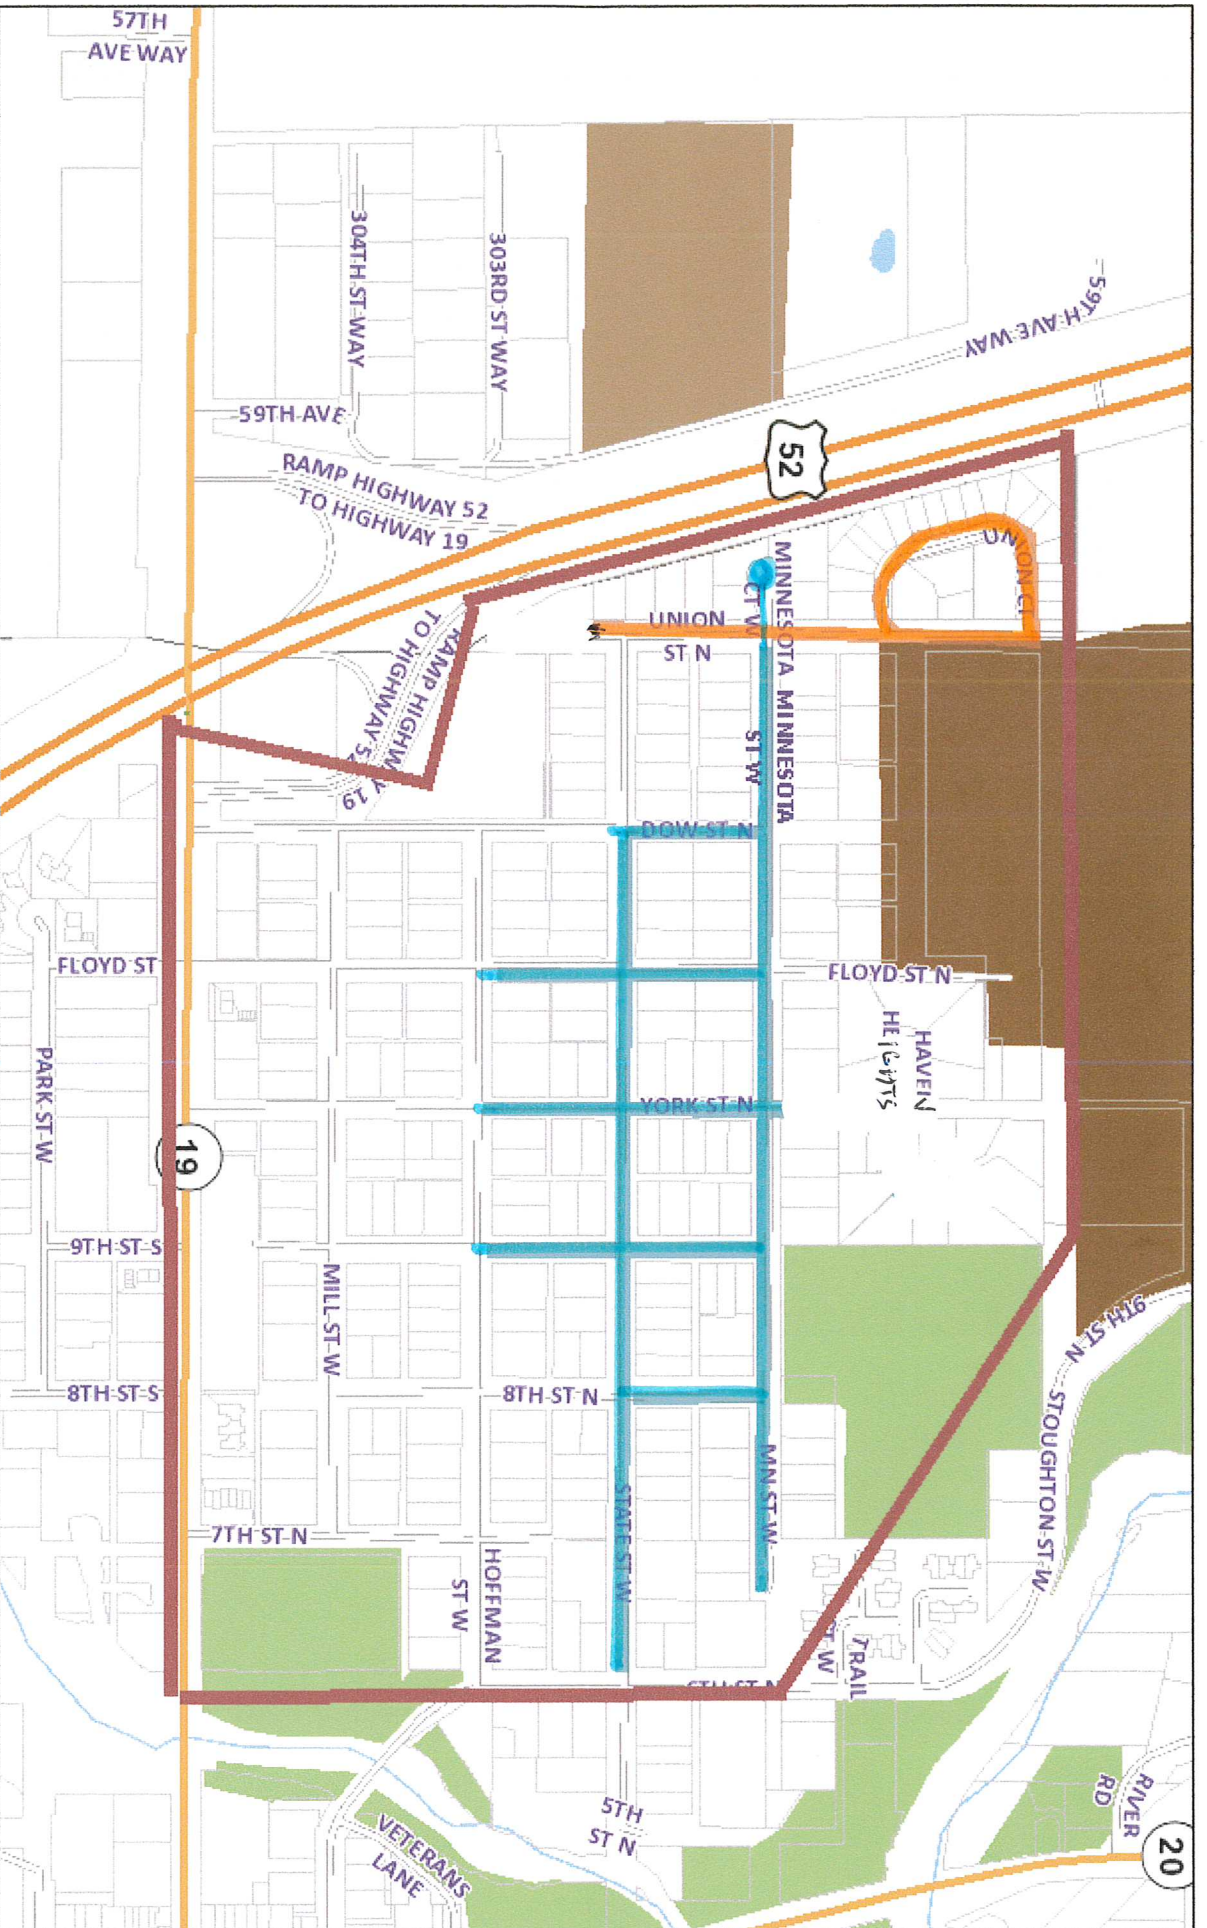 57TH
AVE WAY
304TH ST WAY
303RD ST WAY
59TH AVE WAY
59TH AVE
RAMP HIGHWAY 52
TO HIGHWAY 19
52
UNION CT
MINNESOTA
CT W
UNION
ST N
RAMP HIGHWAY 19
TO HIGHWAY 52
MINNESOTA
ST W
DOW ST N
FLOYD ST
FLOYD ST N
HAVEN
HEIGHTS
PARK ST W
YORK ST N
19
9TH ST S
MILL ST W
9TH ST N
8TH ST S
8TH ST N
STOUGHTON ST W
MN ST W
STATE ST W
7TH ST N
HOFFMAN
ST W
TRAIL
ST W
6TH ST N
RIVER
RD
5TH
ST N
VETERANS
LANE
20